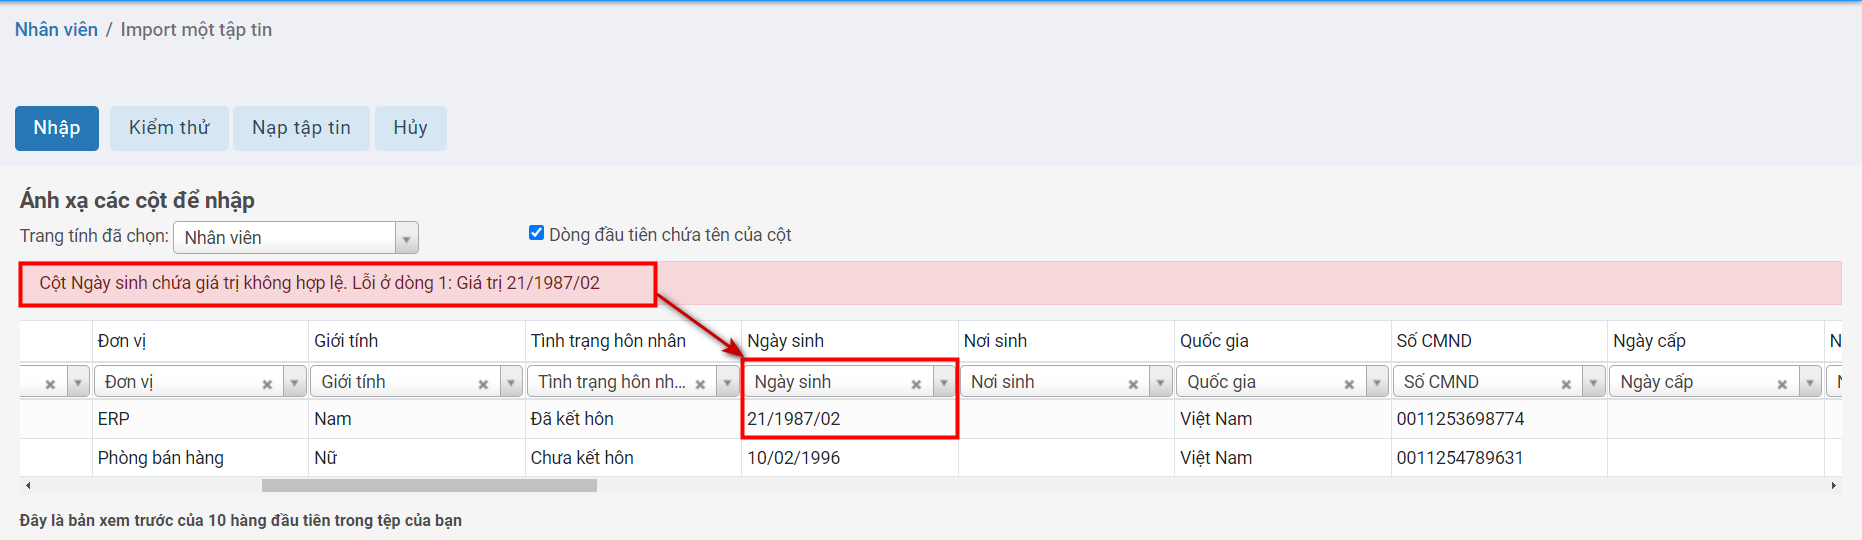 Nhân viên / Import một tập tin
Nhập Kiểm thử Nạp tập tin Hủy
Ánh xạ các cột để nhập
Trang tính đã chọn: Nhân viên Dòng đầu tiên chứa tên của cột
Cột Ngày sinh chứa giá trị không hợp lệ. Lỗi ở dòng 1: Giá trị 21/1987/02
Đơn vị Giới tính Tình trạng hôn nhân Ngày sinh Nơi sinh Quốc gia Số CMND Ngày cấp N
Đơn vị Giới tính Tình trạng hôn nh... Ngày sinh Nơi sinh Quốc gia Số CMND Ngày cấp
ERP Nam Đã kết hôn 21/1987/02 Việt Nam 0011253698774
Phòng bán hàng Nữ Chưa kết hôn 10/02/1996 Việt Nam 0011254789631
Đây là bản xem trước của 10 hàng đầu tiên trong tệp của bạn